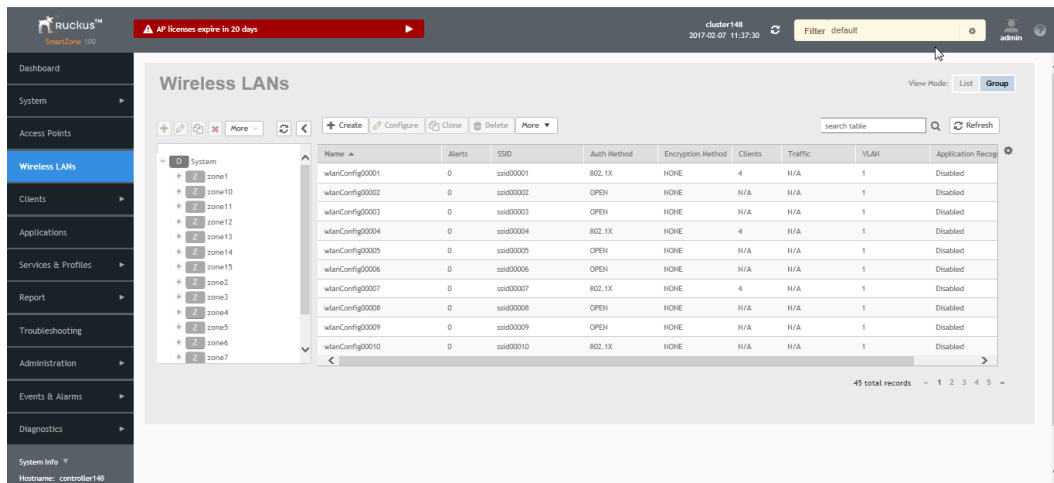 Ruckus™
SmartZone 100
AP licenses expire in 20 days
cluster148
2017-02-07 11:37:30
Filter default
admin
Dashboard
System
Access Points
Wireless LANs
Clients
Applications
Services & Profiles
Report
Troubleshooting
Administration
Events & Alarms
Diagnostics
System Info
Hostname: controller148
Wireless LANs
View Mode: List Group
More
Create Configure Clone Delete More
search table
Refresh
D System
Z zone1
Z zone10
Z zone11
Z zone12
Z zone13
Z zone14
Z zone15
Z zone2
Z zone3
Z zone4
Z zone5
Z zone6
Z zone7
Name Alerts SSID Auth Method Encryption Method Clients Traffic VLAN Application Recog
wlanConfig00001 0 ssid00001 802.1X NONE 4 N/A 1 Disabled
wlanConfig00002 0 ssid00002 OPEN NONE N/A N/A 1 Disabled
wlanConfig00003 0 ssid00003 OPEN NONE N/A N/A 1 Disabled
wlanConfig00004 0 ssid00004 802.1X NONE 4 N/A 1 Disabled
wlanConfig00005 0 ssid00005 OPEN NONE N/A N/A 1 Disabled
wlanConfig00006 0 ssid00006 OPEN NONE N/A N/A 1 Disabled
wlanConfig00007 0 ssid00007 802.1X NONE 4 N/A 1 Disabled
wlanConfig00008 0 ssid00008 OPEN NONE N/A N/A 1 Disabled
wlanConfig00009 0 ssid00009 OPEN NONE N/A N/A 1 Disabled
wlanConfig00010 0 ssid00010 802.1X NONE N/A N/A 1 Disabled
45 total records « 1 2 3 4 5 »